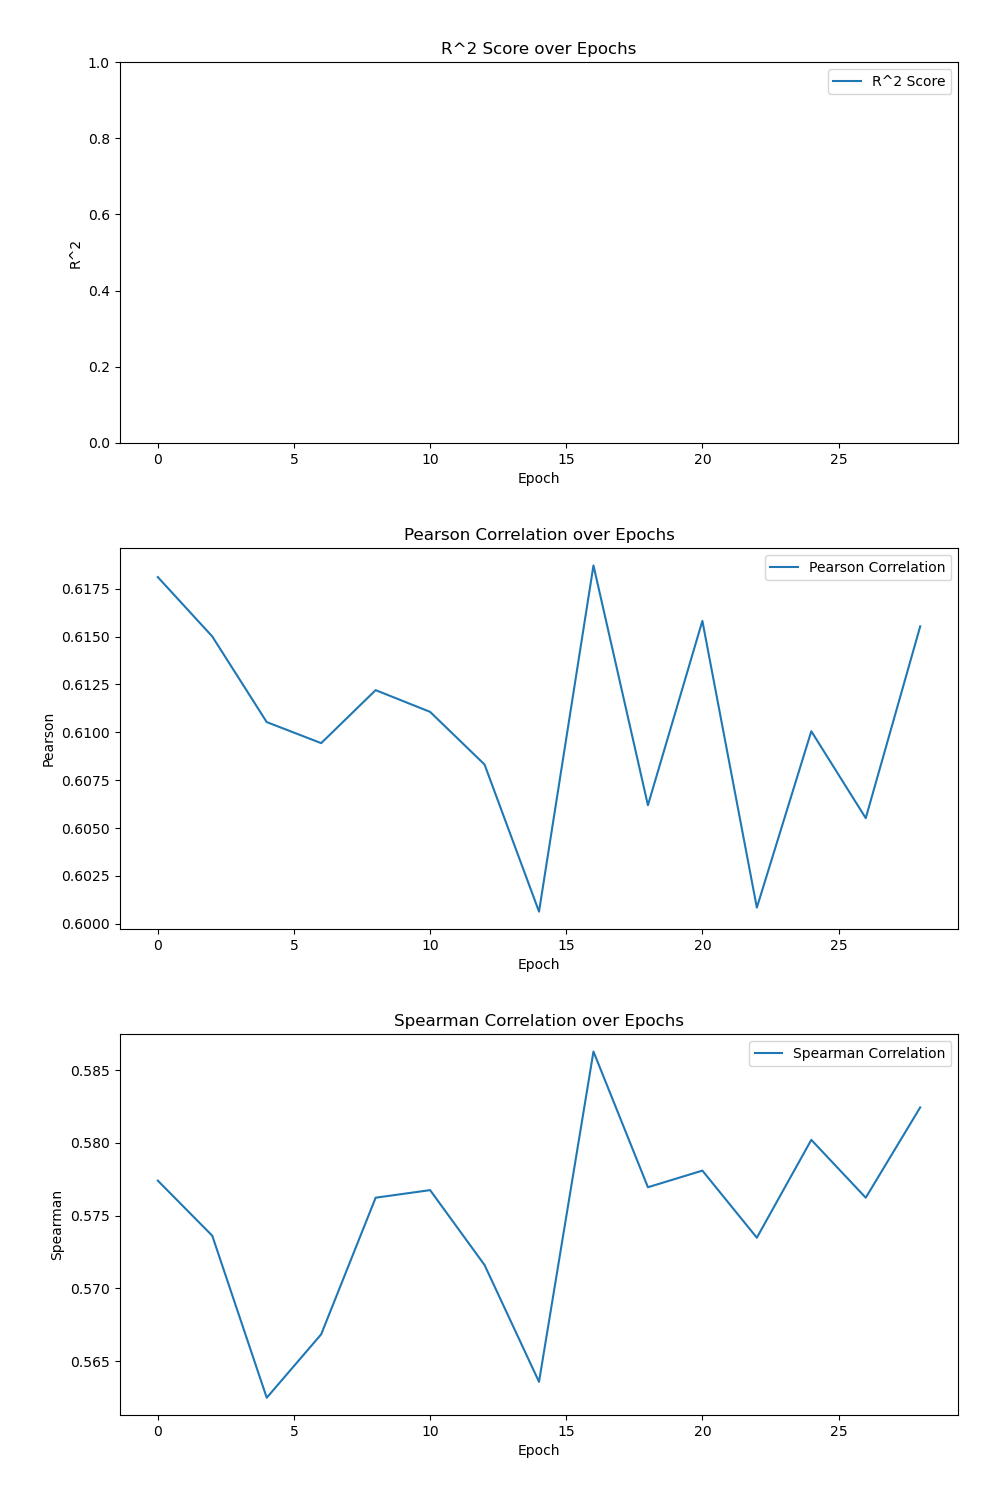 R^2 Score over Epochs
1.0
R^2 Score
0.8
0.6
R^2
0.4
0.2
0.0
0 5 10 15 20 25
Epoch
Pearson Correlation over Epochs
Pearson Correlation
0.6175
0.6150
0.6125
Pearson
0.6100
0.6075
0.6050
0.6025
0.6000
0 5 10 15 20 25
Epoch
Spearman Correlation over Epochs
Spearman Correlation
0.585
0.580
0.575
Spearman
0.570
0.565
0 5 10 15 20 25
Epoch